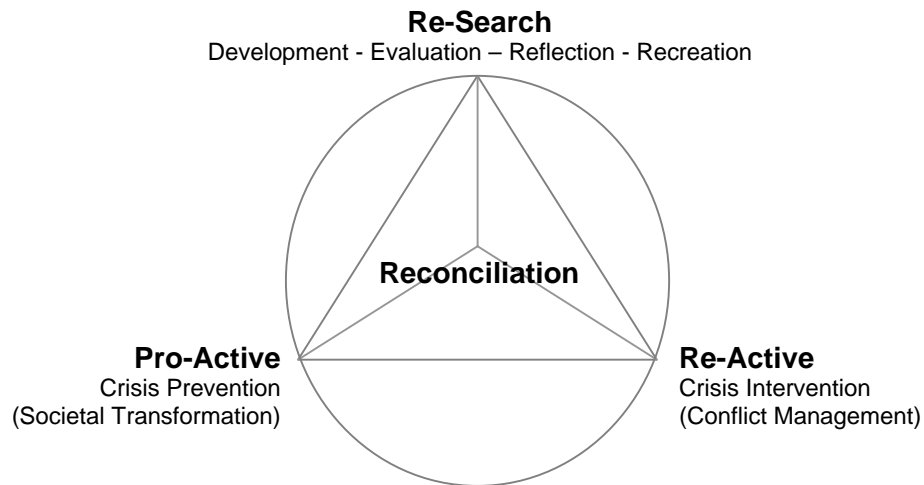 Re-Search
Development - Evaluation – Reflection - Recreation
Reconciliation
Pro-Active
Crisis Prevention
(Societal Transformation)
Re-Active
Crisis Intervention
(Conflict Management)